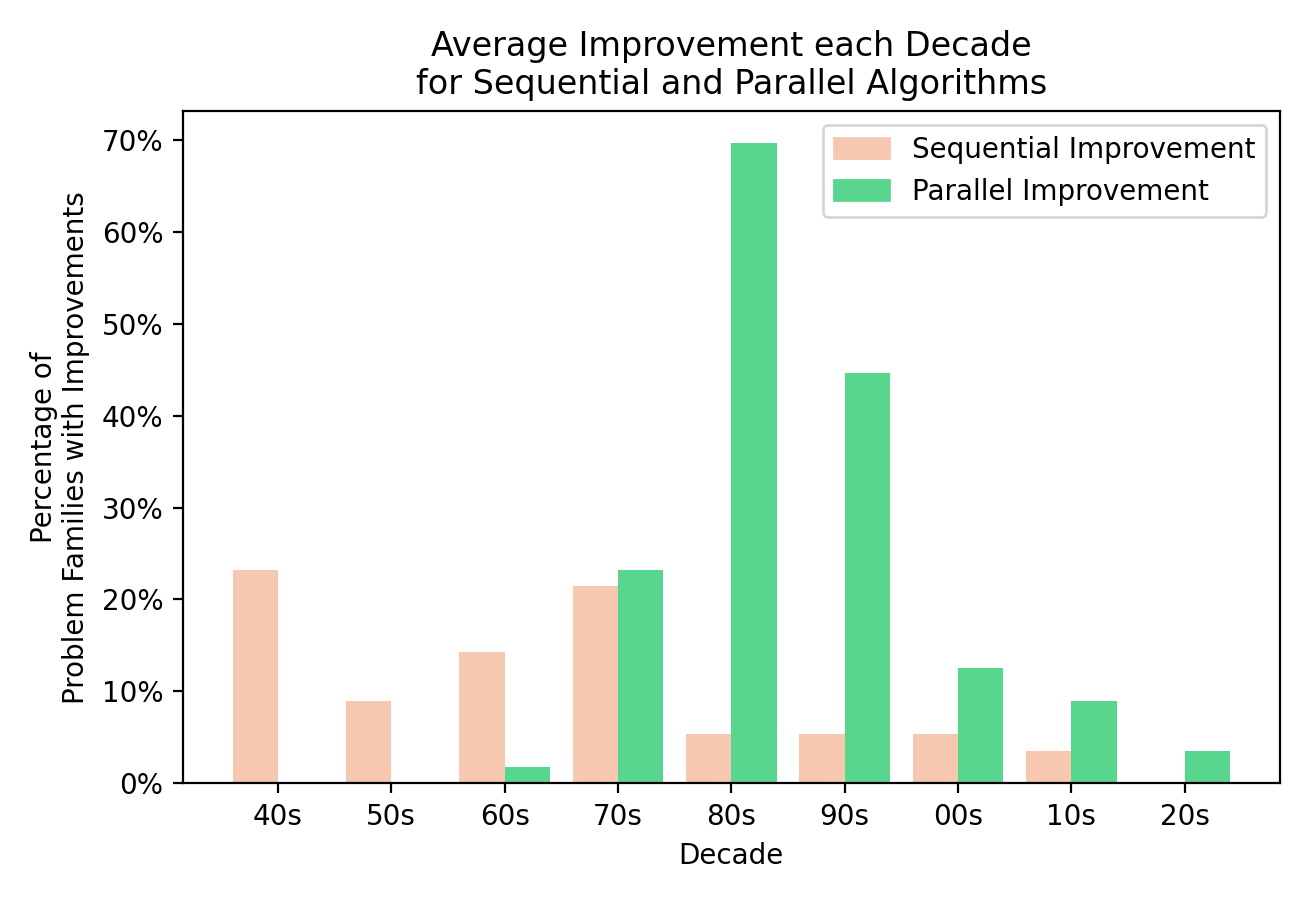 Average Improvement each Decade
for Sequential and Parallel Algorithms
Sequential Improvement
Parallel Improvement
Percentage of
Problem Families with Improvements
70%
60%
50%
40%
30%
20%
10%
0%
40s 50s 60s 70s 80s 90s 00s 10s 20s
Decade